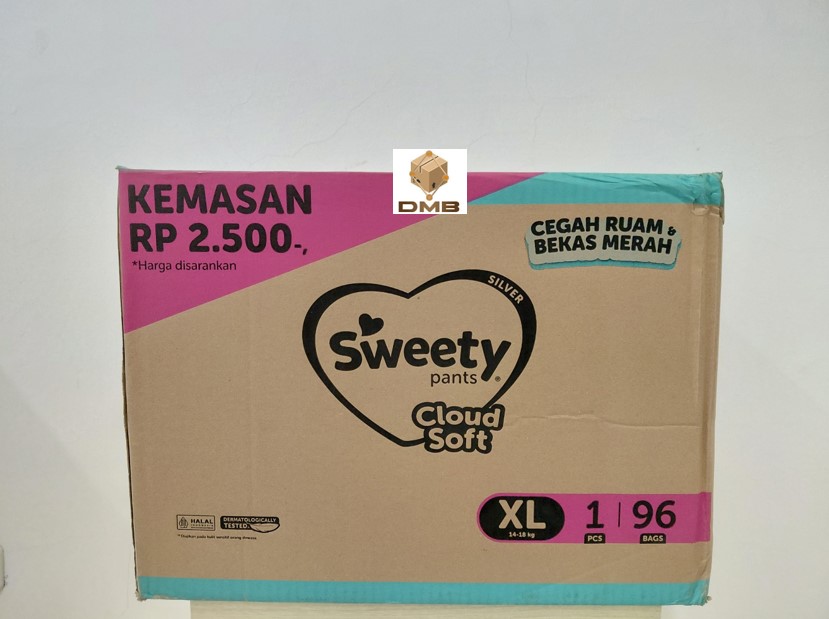 DMB
KEMASAN
RP 2.500-,
*Harga disarankan
CEGAH RUAM &
BEKAS MERAH
SILVER
Sweety
pants®
Cloud
Soft
HALAL
INDONESIA
DERMATOLOGICALLY
TESTED
XL
14-18 kg
1
PCS
96
BAGS